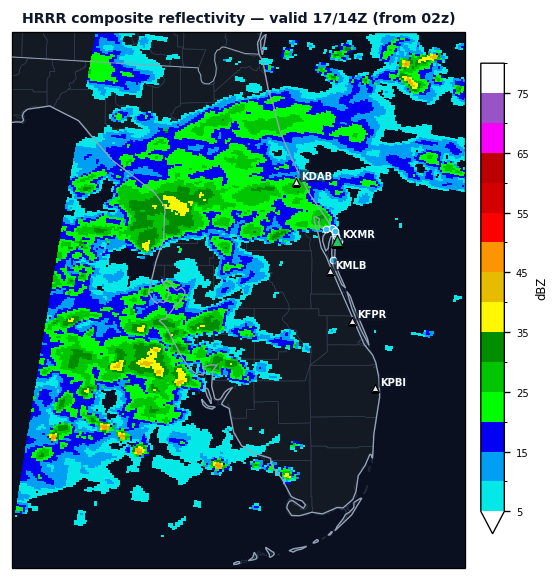 HRRR composite reflectivity — valid 17/14Z (from 02z)
KDAB
KXMR
KMLB
KFPR
KPBI
75
65
55
45
35
25
15
5
dBZ